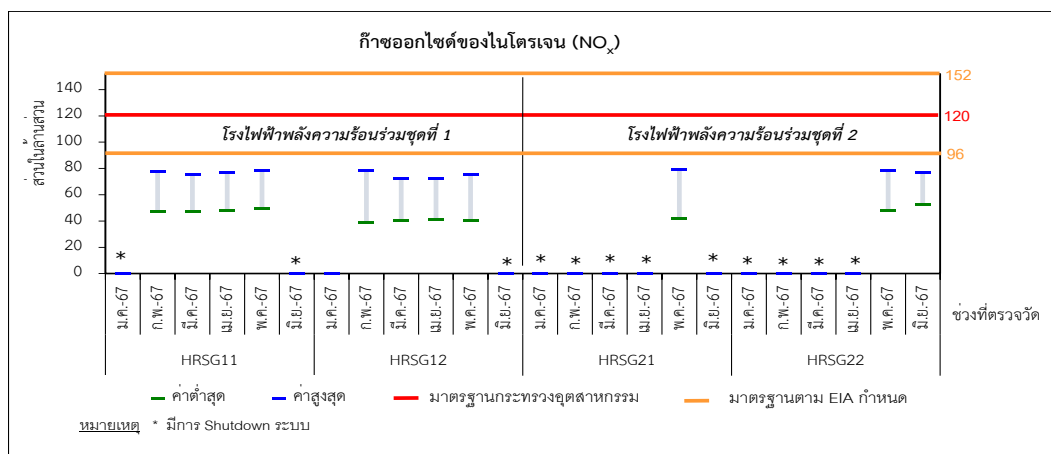 ก๊าซออกไซด์ของไนโตรเจน (NOx)
ส่วนในล้านส่วน
140
120
100
80
60
40
20
0
152
120
96
โรงไฟฟ้าพลังความร้อนร่วมชุดที่ 1
โรงไฟฟ้าพลังความร้อนร่วมชุดที่ 2
* * * * * * * * * * * * *
ม.ค.-67 ก.พ.-67 มี.ค.-67 เม.ย.-67 พ.ค.-67 มิ.ย.-67 ม.ค.-67 ก.พ.-67 มี.ค.-67 เม.ย.-67 พ.ค.-67 มิ.ย.-67 ม.ค.-67 ก.พ.-67 มี.ค.-67 เม.ย.-67 พ.ค.-67 มิ.ย.-67 ม.ค.-67 ก.พ.-67 มี.ค.-67 เม.ย.-67 พ.ค.-67 มิ.ย.-67
ช่วงที่ตรวจวัด
HRSG11 HRSG12 HRSG21 HRSG22
ค่าต่ำสุด ค่าสูงสุด มาตรฐานกระทรวงอุตสาหกรรม มาตรฐานตาม EIA กำหนด
หมายเหตุ * มีการ Shutdown ระบบ